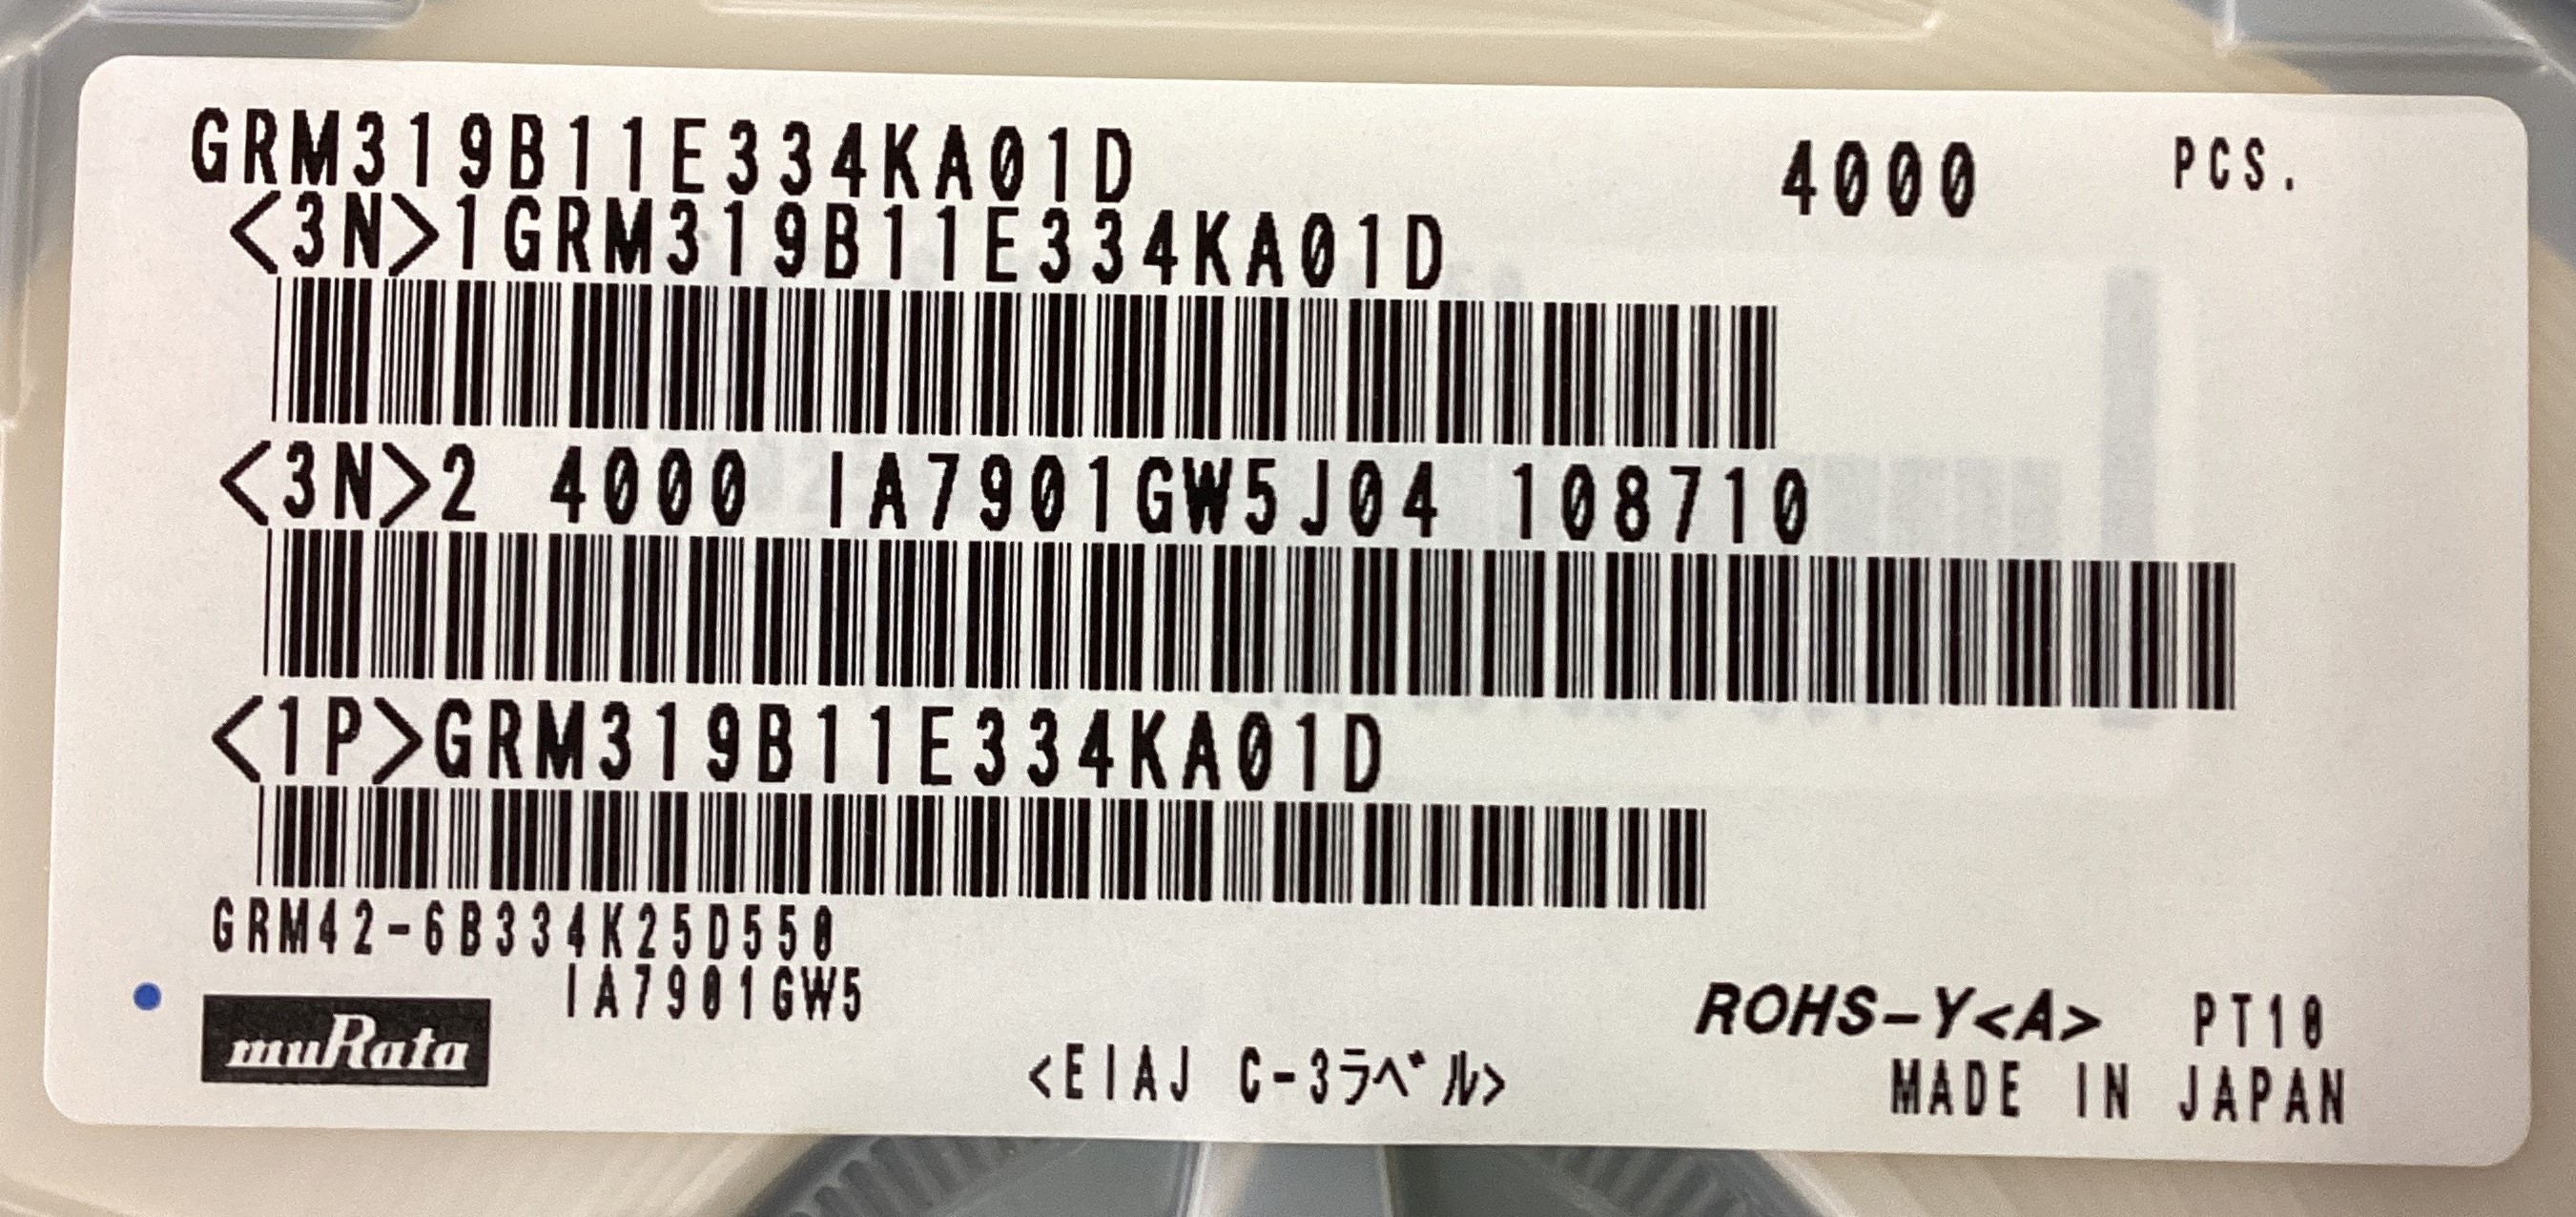 GRM319B11E334KA01D 4000 PCS.
<3N>1GRM319B11E334KA01D
<3N>2 4000 IA7901GW5J04 108710
<1P>GRM319B11E334KA01D
GRM42-6B334K25D550
IA7901GW5
muRata
ROHS-Y<A> PT10
<EIAJ C-3ラベル>
MADE IN JAPAN